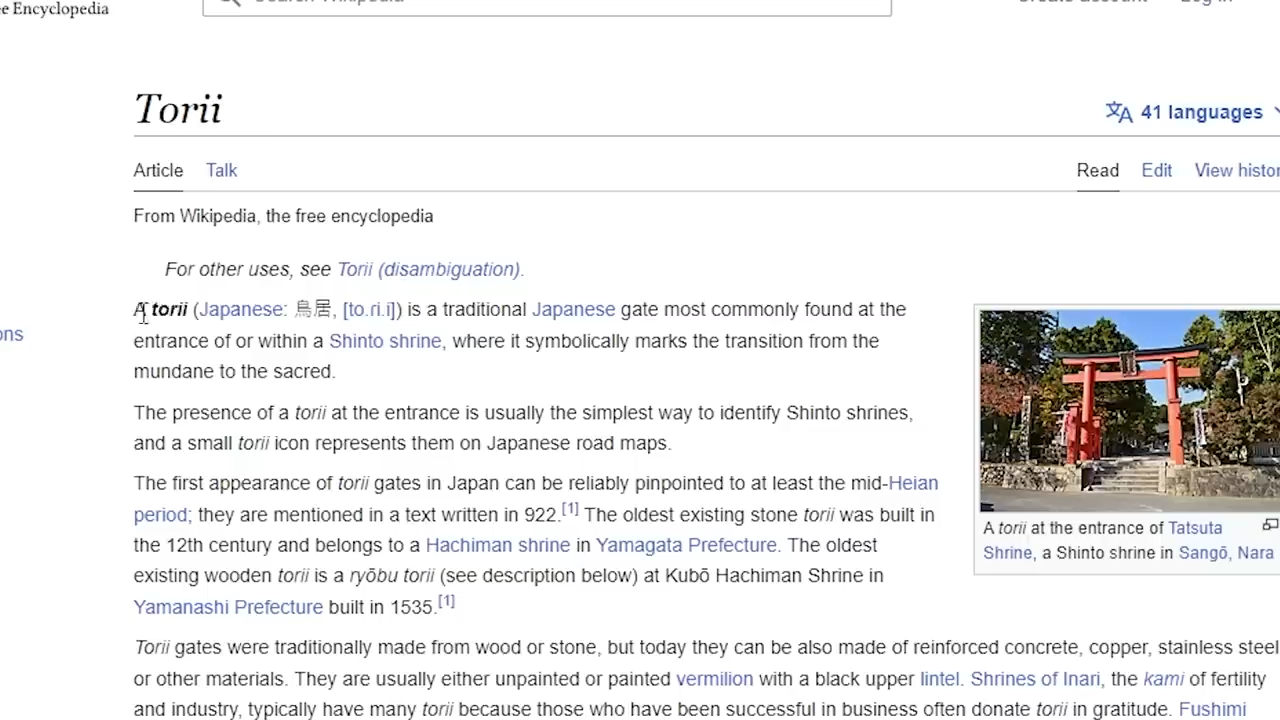 ee Encyclopedia
Search Wikipedia
Create account Log in
Torii
41 languages
Article Talk
Read Edit View histor
From Wikipedia, the free encyclopedia
For other uses, see Torii (disambiguation).
A torii (Japanese: 鳥居, [to.ɾi.i]) is a traditional Japanese gate most commonly found at the
entrance of or within a Shinto shrine, where it symbolically marks the transition from the
mundane to the sacred.
The presence of a torii at the entrance is usually the simplest way to identify Shinto shrines,
and a small torii icon represents them on Japanese road maps.
The first appearance of torii gates in Japan can be reliably pinpointed to at least the mid-Heian
period; they are mentioned in a text written in 922.[1] The oldest existing stone torii was built in
the 12th century and belongs to a Hachiman shrine in Yamagata Prefecture. The oldest
existing wooden torii is a ryōbu torii (see description below) at Kubō Hachiman Shrine in
Yamanashi Prefecture built in 1535.[1]
Torii gates were traditionally made from wood or stone, but today they can be also made of reinforced concrete, copper, stainless steel
or other materials. They are usually either unpainted or painted vermilion with a black upper lintel. Shrines of Inari, the kami of fertility
and industry, typically have many torii because those who have been successful in business often donate torii in gratitude. Fushimi
A torii at the entrance of Tatsuta
Shrine, a Shinto shrine in Sangō, Nara
ons